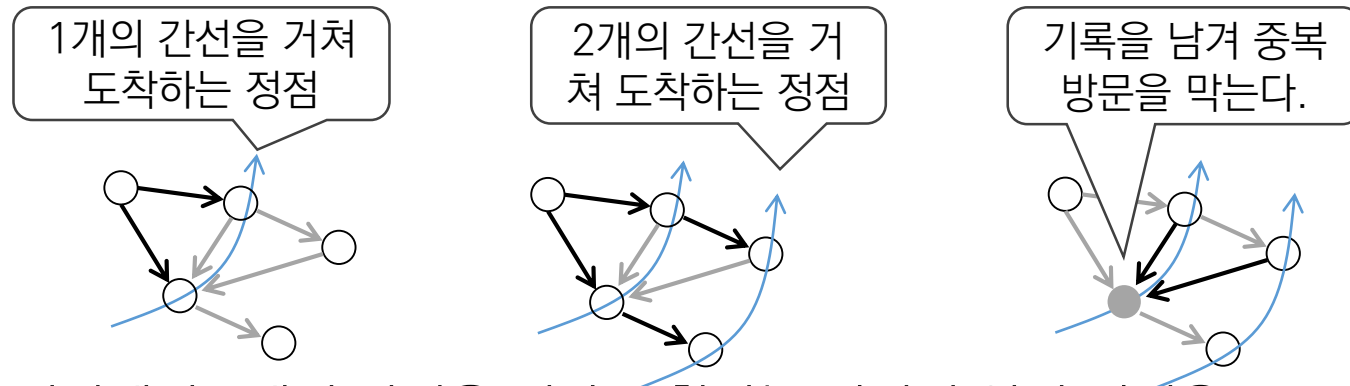 1개의 간선을 거쳐
도착하는 정점
2개의 간선을 거
쳐 도착하는 정점
기록을 남겨 중복
방문을 막는다.